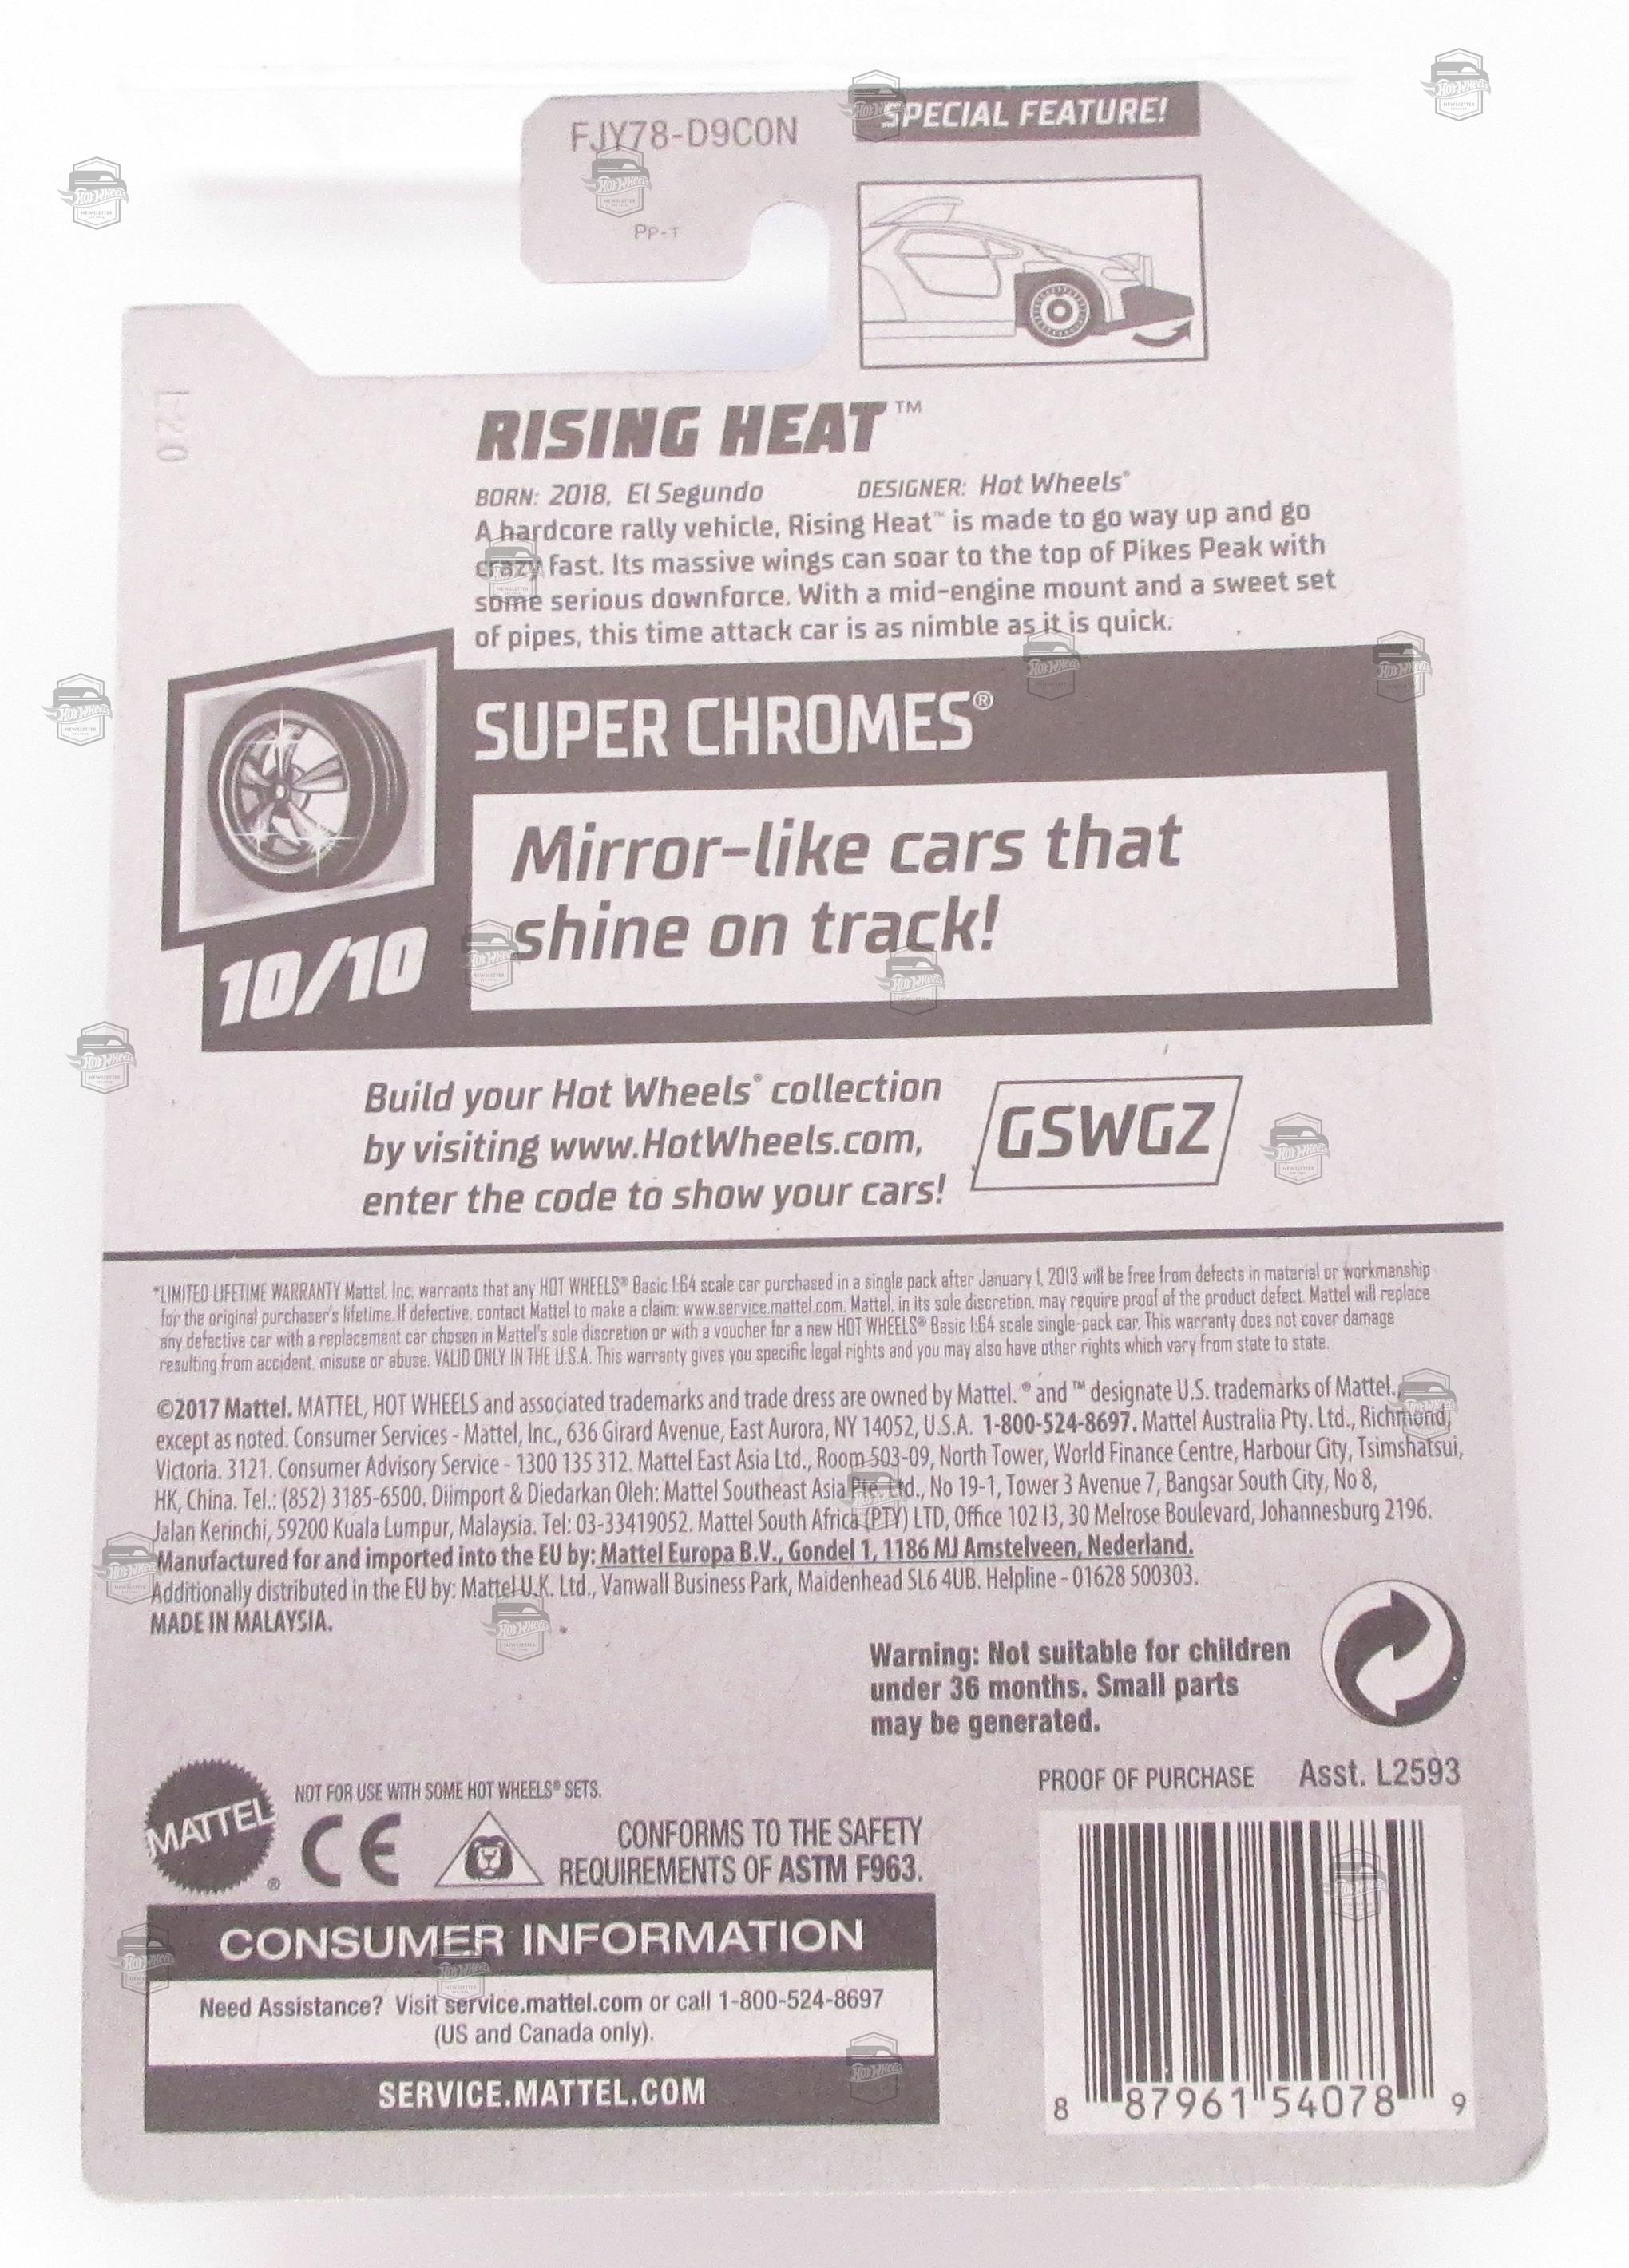 FJY78-D9C0N
PP-T
SPECIAL FEATURE!
L20
RISING HEAT™
BORN: 2018, El Segundo DESIGNER: Hot Wheels®
A hardcore rally vehicle, Rising Heat™ is made to go way up and go
crazy fast. Its massive wings can soar to the top of Pikes Peak with
some serious downforce. With a mid-engine mount and a sweet set
of pipes, this time attack car is as nimble as it is quick.
SUPER CHROMES®
Mirror-like cars that
shine on track!
10/10
Build your Hot Wheels® collection
by visiting www.HotWheels.com,
enter the code to show your cars!
GSWGZ
*LIMITED LIFETIME WARRANTY Mattel, Inc. warrants that any HOT WHEELS® Basic 1:64 scale car purchased in a single pack after January 1, 2013 will be free from defects in material or workmanship
for the original purchaser's lifetime. If defective, contact Mattel to make a claim: www.service.mattel.com. Mattel, in its sole discretion, may require proof of the product defect. Mattel will replace
any defective car with a replacement car chosen in Mattel's sole discretion or with a voucher for a new HOT WHEELS® Basic 1:64 scale single-pack car. This warranty does not cover damage
resulting from accident, misuse or abuse. VALID ONLY IN THE U.S.A. This warranty gives you specific legal rights and you may also have other rights which vary from state to state.
©2017 Mattel. MATTEL, HOT WHEELS and associated trademarks and trade dress are owned by Mattel. ® and ™ designate U.S. trademarks of Mattel,
except as noted. Consumer Services - Mattel, Inc., 636 Girard Avenue, East Aurora, NY 14052, U.S.A. 1-800-524-8697. Mattel Australia Pty. Ltd., Richmond,
Victoria. 3121. Consumer Advisory Service - 1300 135 312. Mattel East Asia Ltd., Room 503-09, North Tower, World Finance Centre, Harbour City, Tsimshatsui,
HK, China. Tel.: (852) 3185-6500. Diimport & Diedarkan Oleh: Mattel Southeast Asia Pte. Ltd., No 19-1, Tower 3 Avenue 7, Bangsar South City, No 8,
Jalan Kerinchi, 59200 Kuala Lumpur, Malaysia. Tel: 03-33419052. Mattel South Africa (PTY) LTD, Office 102 I3, 30 Melrose Boulevard, Johannesburg 2196.
Manufactured for and imported into the EU by: Mattel Europa B.V., Gondel 1, 1186 MJ Amstelveen, Nederland.
Additionally distributed in the EU by: Mattel U.K. Ltd., Vanwall Business Park, Maidenhead SL6 4UB. Helpline - 01628 500303.
MADE IN MALAYSIA.
Warning: Not suitable for children
under 36 months. Small parts
may be generated.
MATTEL®
NOT FOR USE WITH SOME HOT WHEELS® SETS.
CE
CONFORMS TO THE SAFETY
REQUIREMENTS OF ASTM F963.
PROOF OF PURCHASE Asst. L2593
CONSUMER INFORMATION
Need Assistance? Visit service.mattel.com or call 1-800-524-8697
(US and Canada only).
SERVICE.MATTEL.COM
8 87961 54078 9